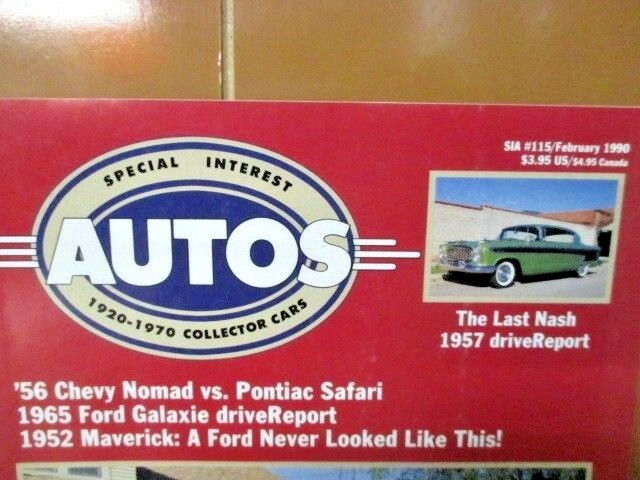 SIA #115/February 1990
$3.95 US/$4.95 Canada
SPECIAL INTEREST
AUTOS
1920-1970 COLLECTOR CARS
The Last Nash
1957 driveReport
'56 Chevy Nomad vs. Pontiac Safari
1965 Ford Galaxie driveReport
1952 Maverick: A Ford Never Looked Like This!